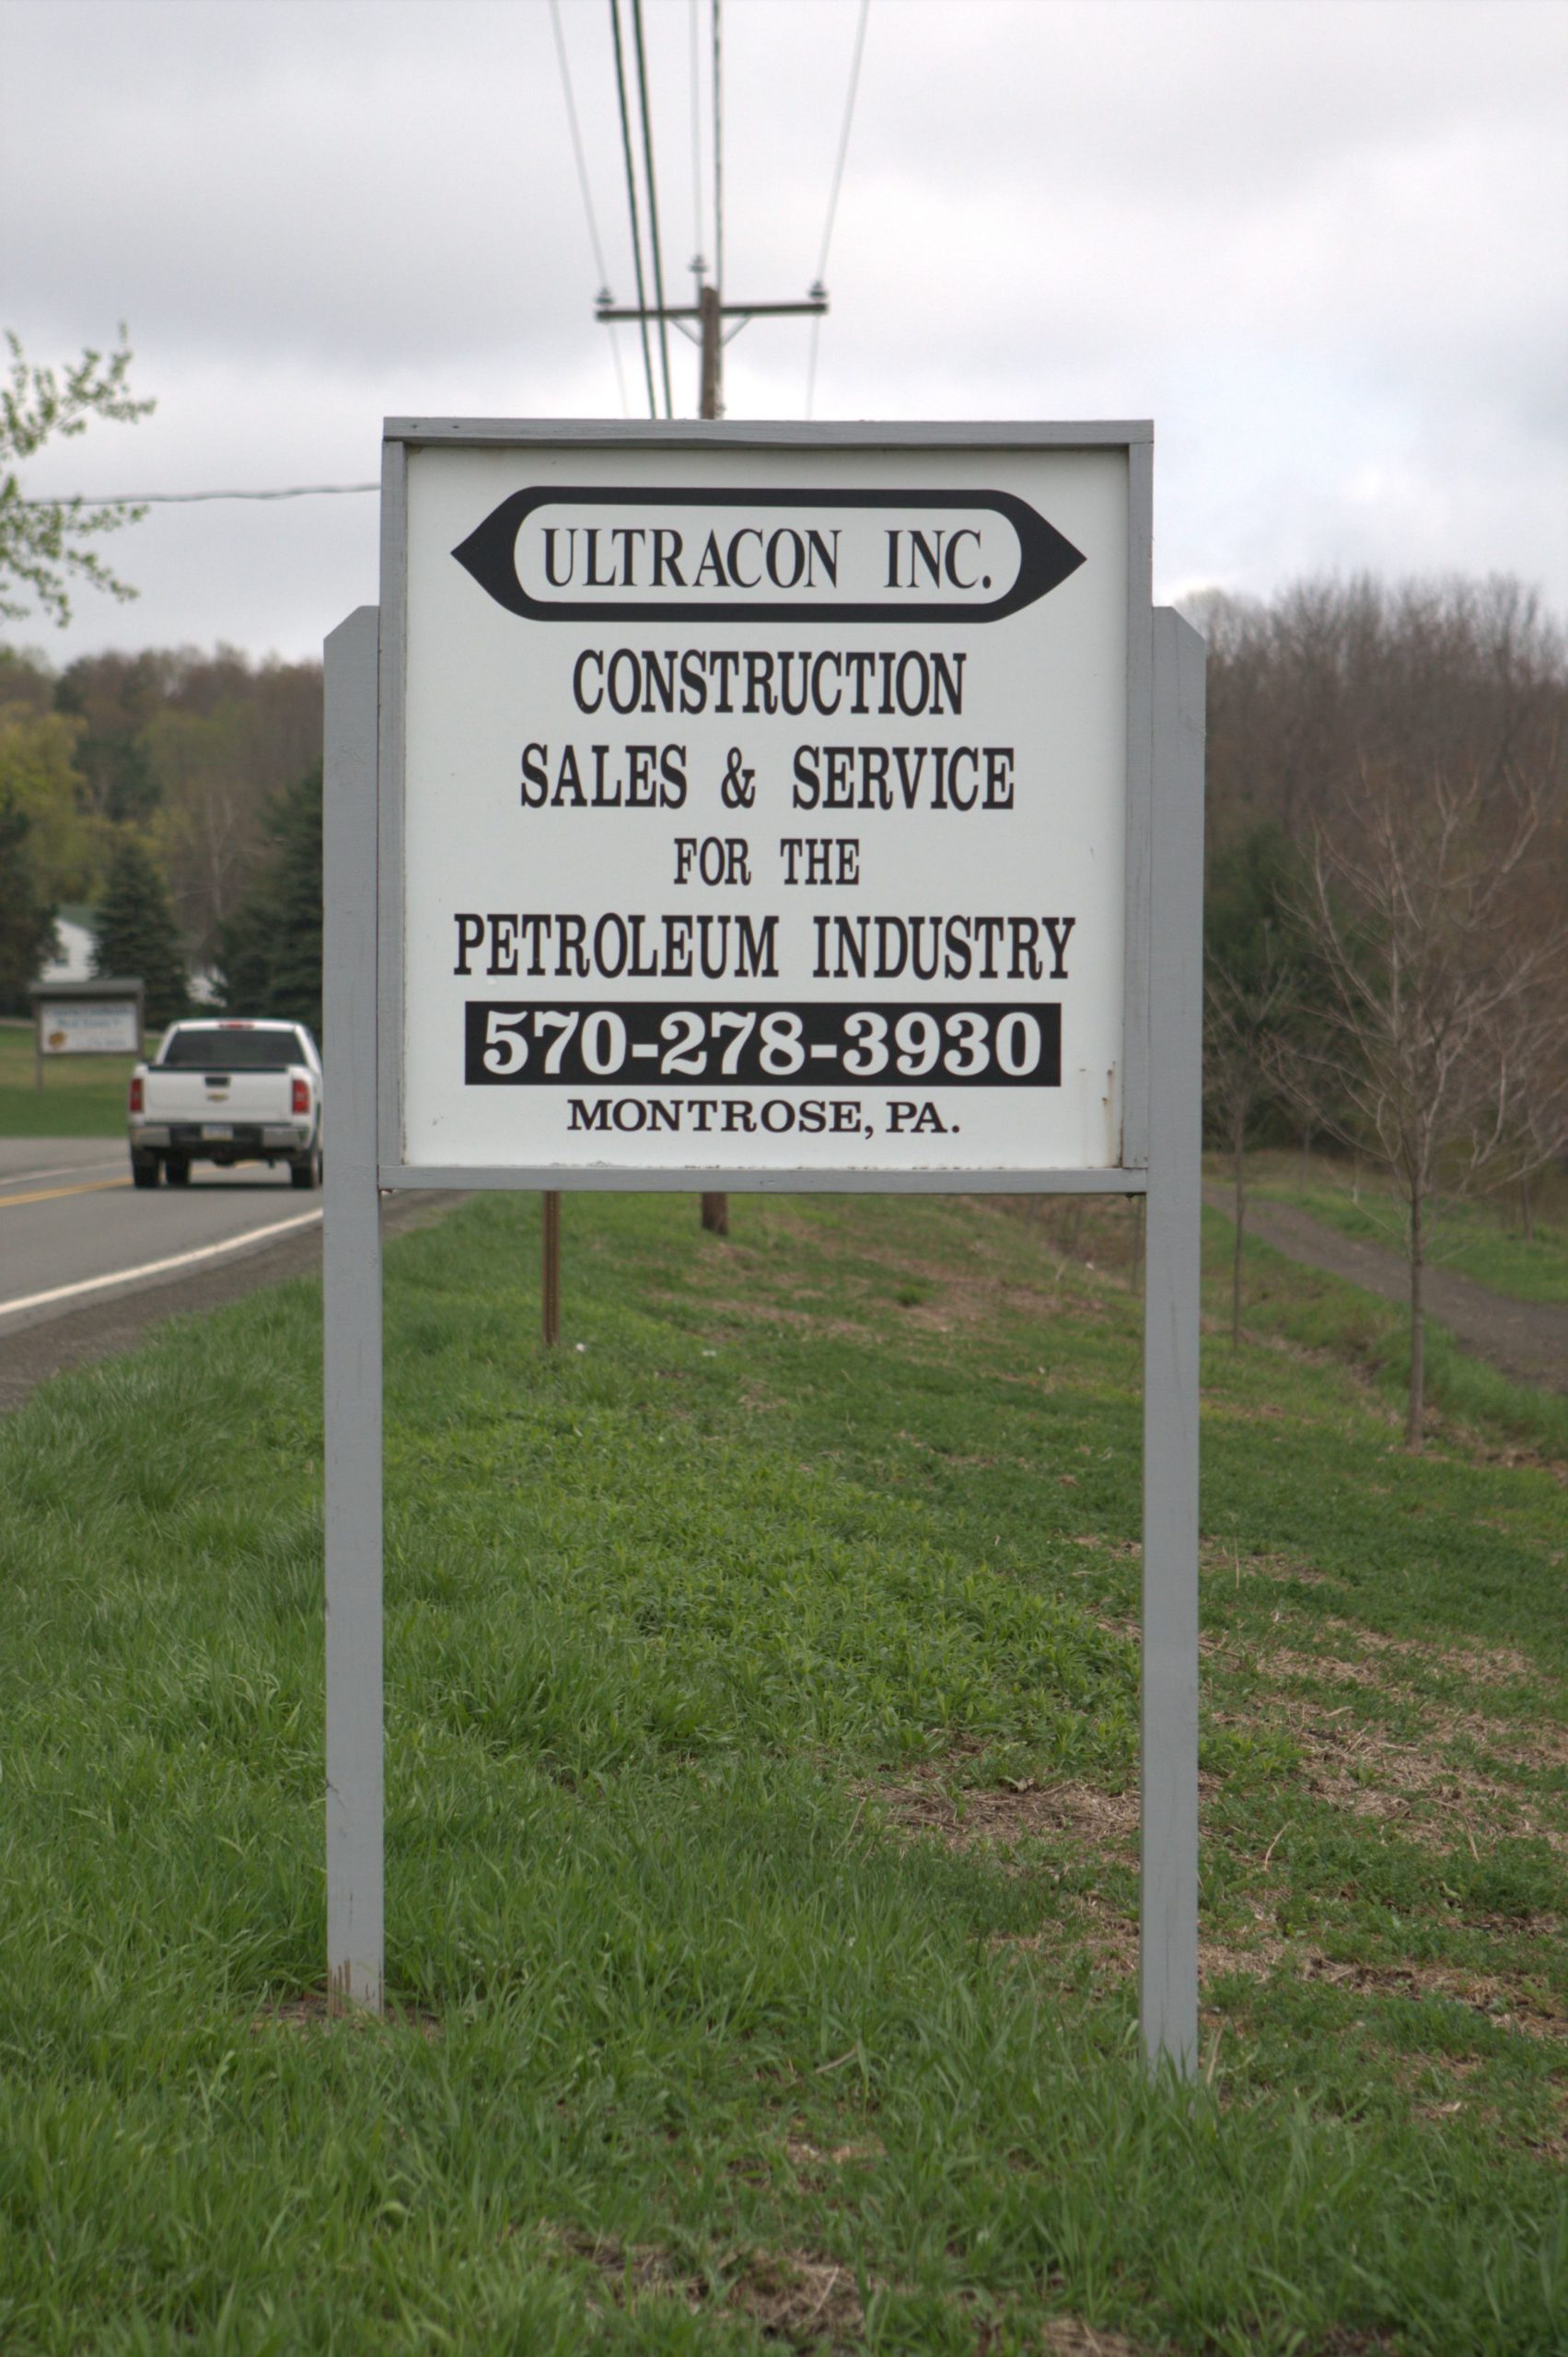 ULTRACON INC.
CONSTRUCTION
SALES & SERVICE
FOR THE
PETROLEUM INDUSTRY
570-278-3930
MONTROSE, PA.